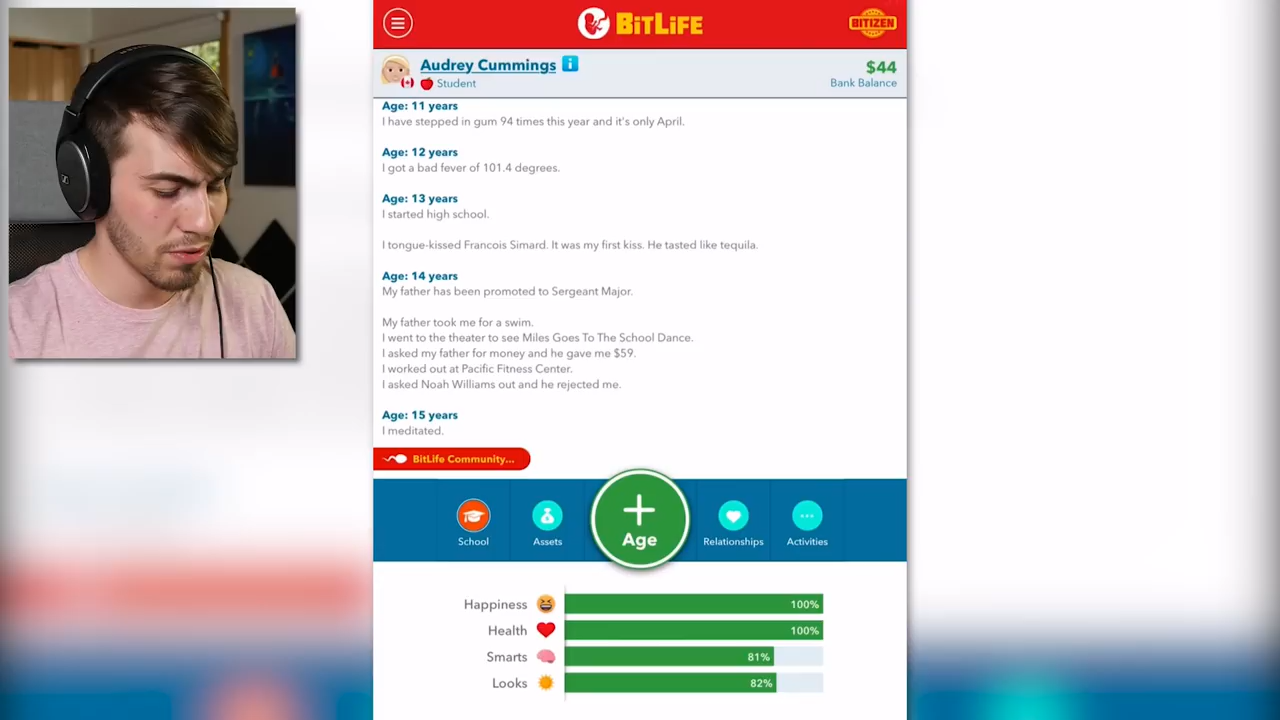 BitLife
BITIZEN
Audrey Cummings i
Student
$44
Bank Balance
Age: 11 years
I have stepped in gum 94 times this year and it's only April.
Age: 12 years
I got a bad fever of 101.4 degrees.
Age: 13 years
I started high school.
I tongue-kissed Francois Simard. It was my first kiss. He tasted like tequila.
Age: 14 years
My father has been promoted to Sergeant Major.
My father took me for a swim.
I went to the theater to see Miles Goes To The School Dance.
I asked my father for money and he gave me $59.
I worked out at Pacific Fitness Center.
I asked Noah Williams out and he rejected me.
Age: 15 years
I meditated.
BitLife Community...
School
Assets
+
Age
Relationships
Activities
Happiness 100%
Health 100%
Smarts 81%
Looks 82%